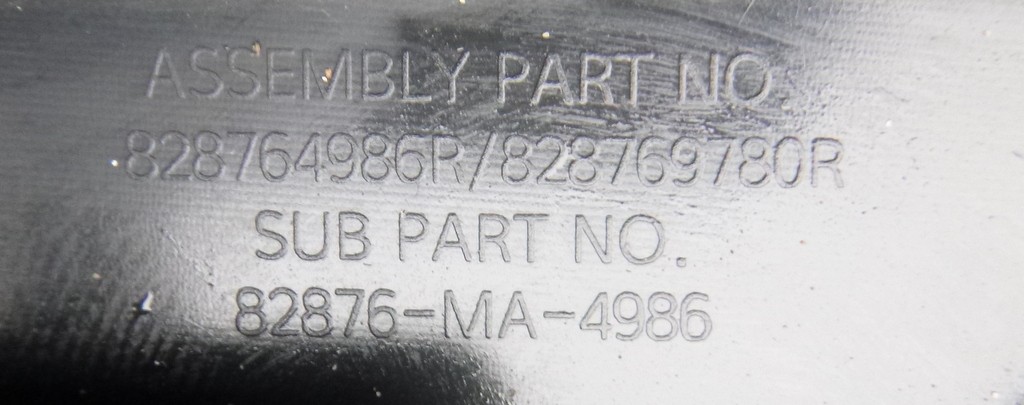 ASSEMBLY PART NO.
828764986R/828769780R
SUB PART NO.
82876-MA-4986